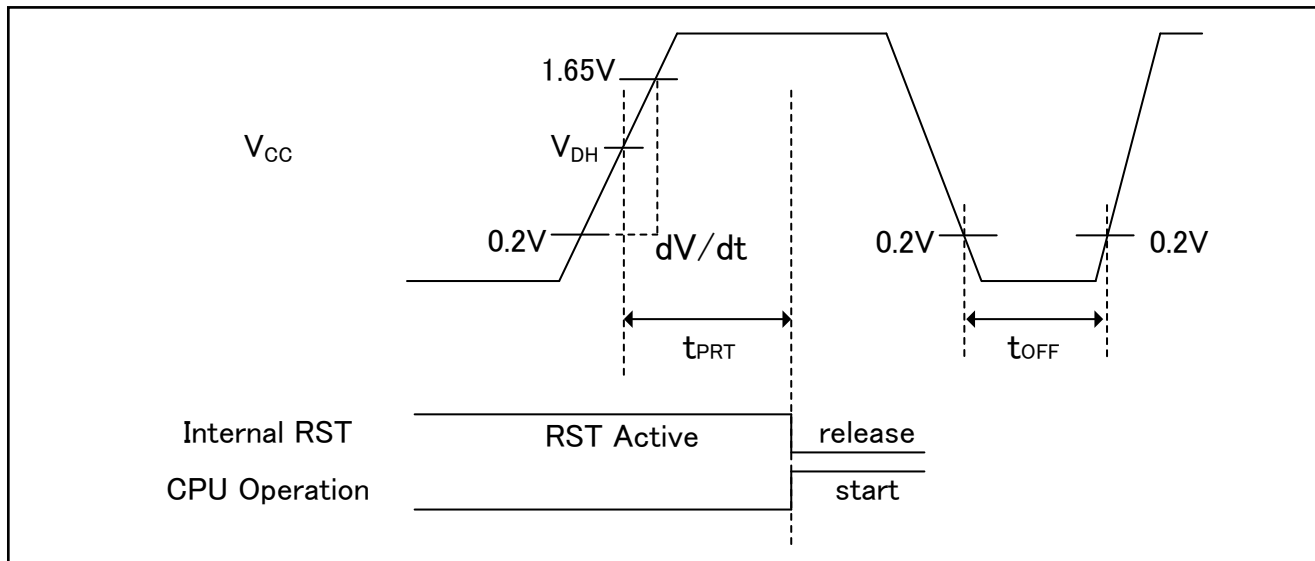 1.65V
VCC
VDH
0.2V
dV/dt
0.2V
0.2V
tPRT
tOFF
Internal RST
RST Active
release
CPU Operation
start